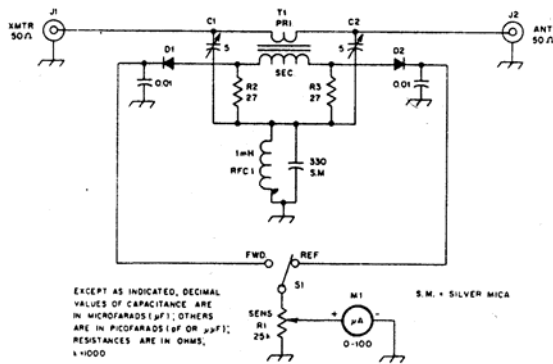 J1
XMTR
50Ω
C1
5
T1
PRI
SEC.
C2
5
J2
ANT
50Ω
D1
D2
0.01
0.01
R2
27
R3
27
1mH
RFC1
330
S.M
FWD.
REF
S1
SENS
R1
25k
M1
+
-
μA
0-100
EXCEPT AS INDICATED, DECIMAL
VALUES OF CAPACITANCE ARE
IN MICROFARADS (μF); OTHERS
ARE IN PICOFARADS (pF OR μμF);
RESISTANCES ARE IN OHMS;
k=1000
S.M. = SILVER MICA